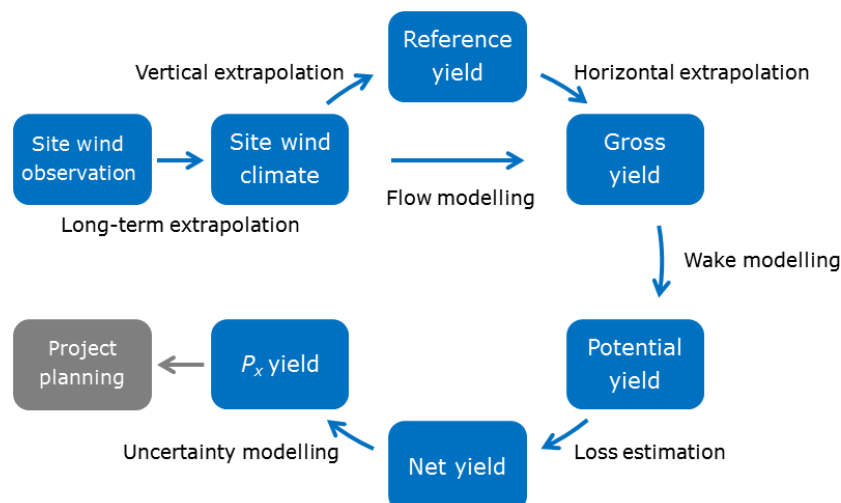 Reference
yield
Vertical extrapolation
Horizontal extrapolation
Site wind
observation
Site wind
climate
Gross
yield
Flow modelling
Long-term extrapolation
Wake modelling
Project
planning
Px yield
Potential
yield
Uncertainty modelling
Net yield
Loss estimation